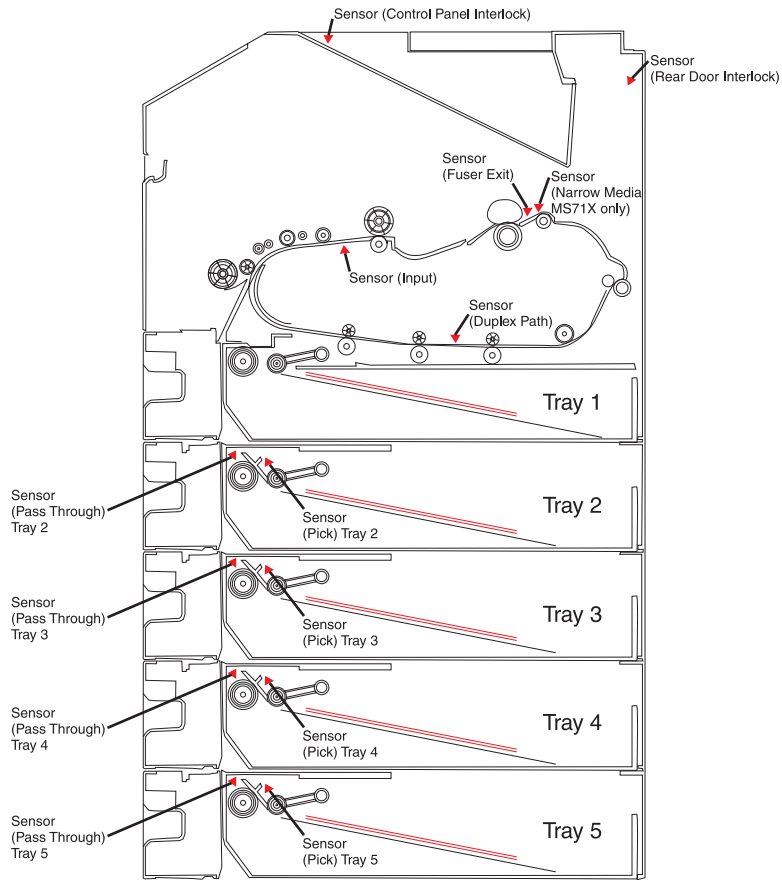 Sensor (Control Panel Interlock)
Sensor
(Rear Door Interlock)
Sensor
(Fuser Exit)
Sensor
(Narrow Media
MS71X only)
Sensor (Input)
Sensor
(Duplex Path)
Tray 1
Sensor
(Pass Through)
Tray 2
Sensor
(Pick) Tray 2
Tray 2
Sensor
(Pass Through)
Tray 3
Sensor
(Pick) Tray 3
Tray 3
Sensor
(Pass Through)
Tray 4
Sensor
(Pick) Tray 4
Tray 4
Sensor
(Pass Through)
Tray 5
Sensor
(Pick) Tray 5
Tray 5